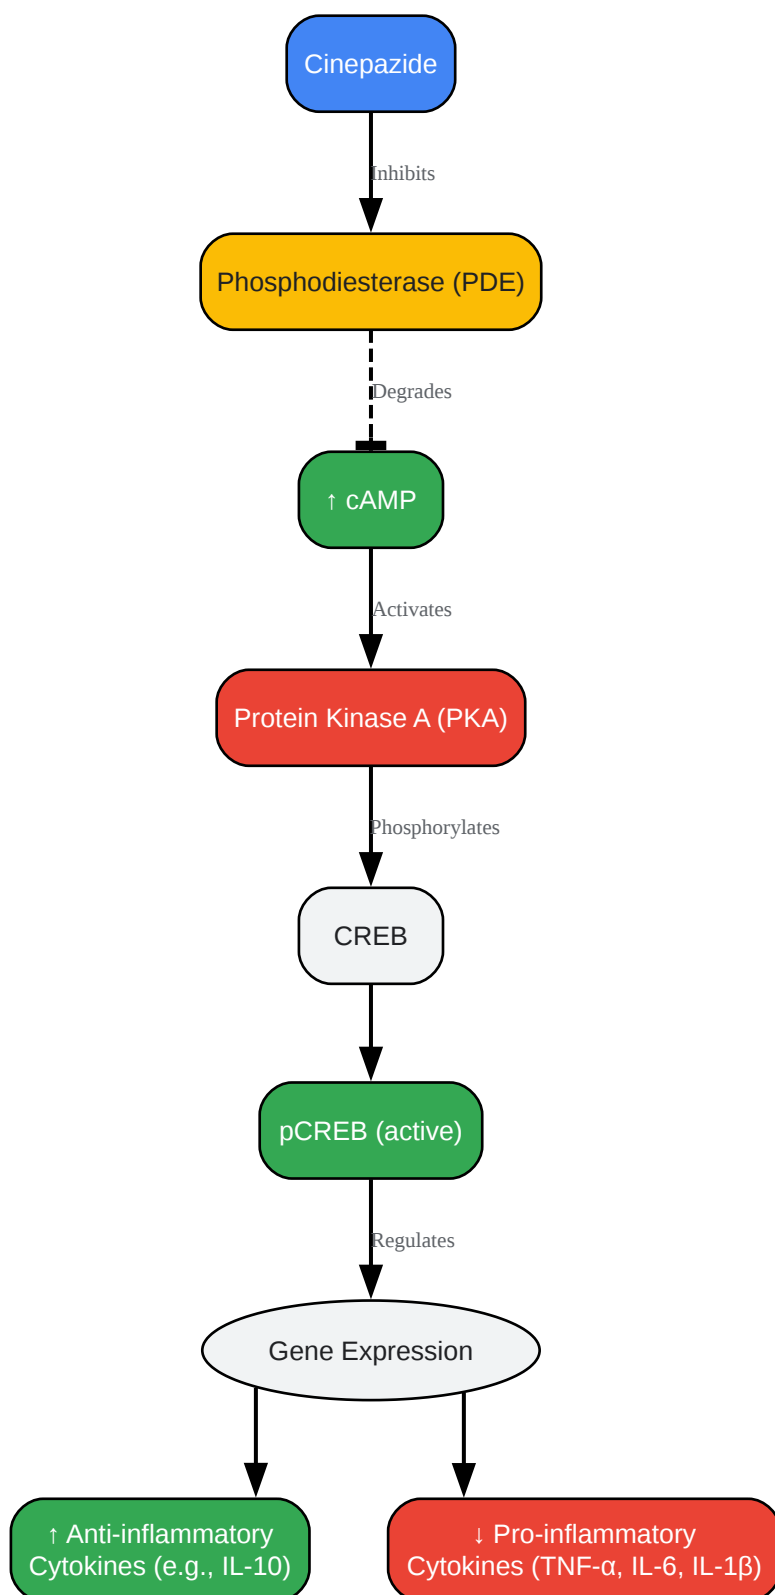 Cinepazide
Inhibits
Phosphodiesterase (PDE)
Degrades
↑ cAMP
Activates
Protein Kinase A (PKA)
Phosphorylates
CREB
pCREB (active)
Regulates
Gene Expression
↑ Anti-inflammatory
Cytokines (e.g., IL-10)
↓ Pro-inflammatory
Cytokines (TNF-α, IL-6, IL-1β)